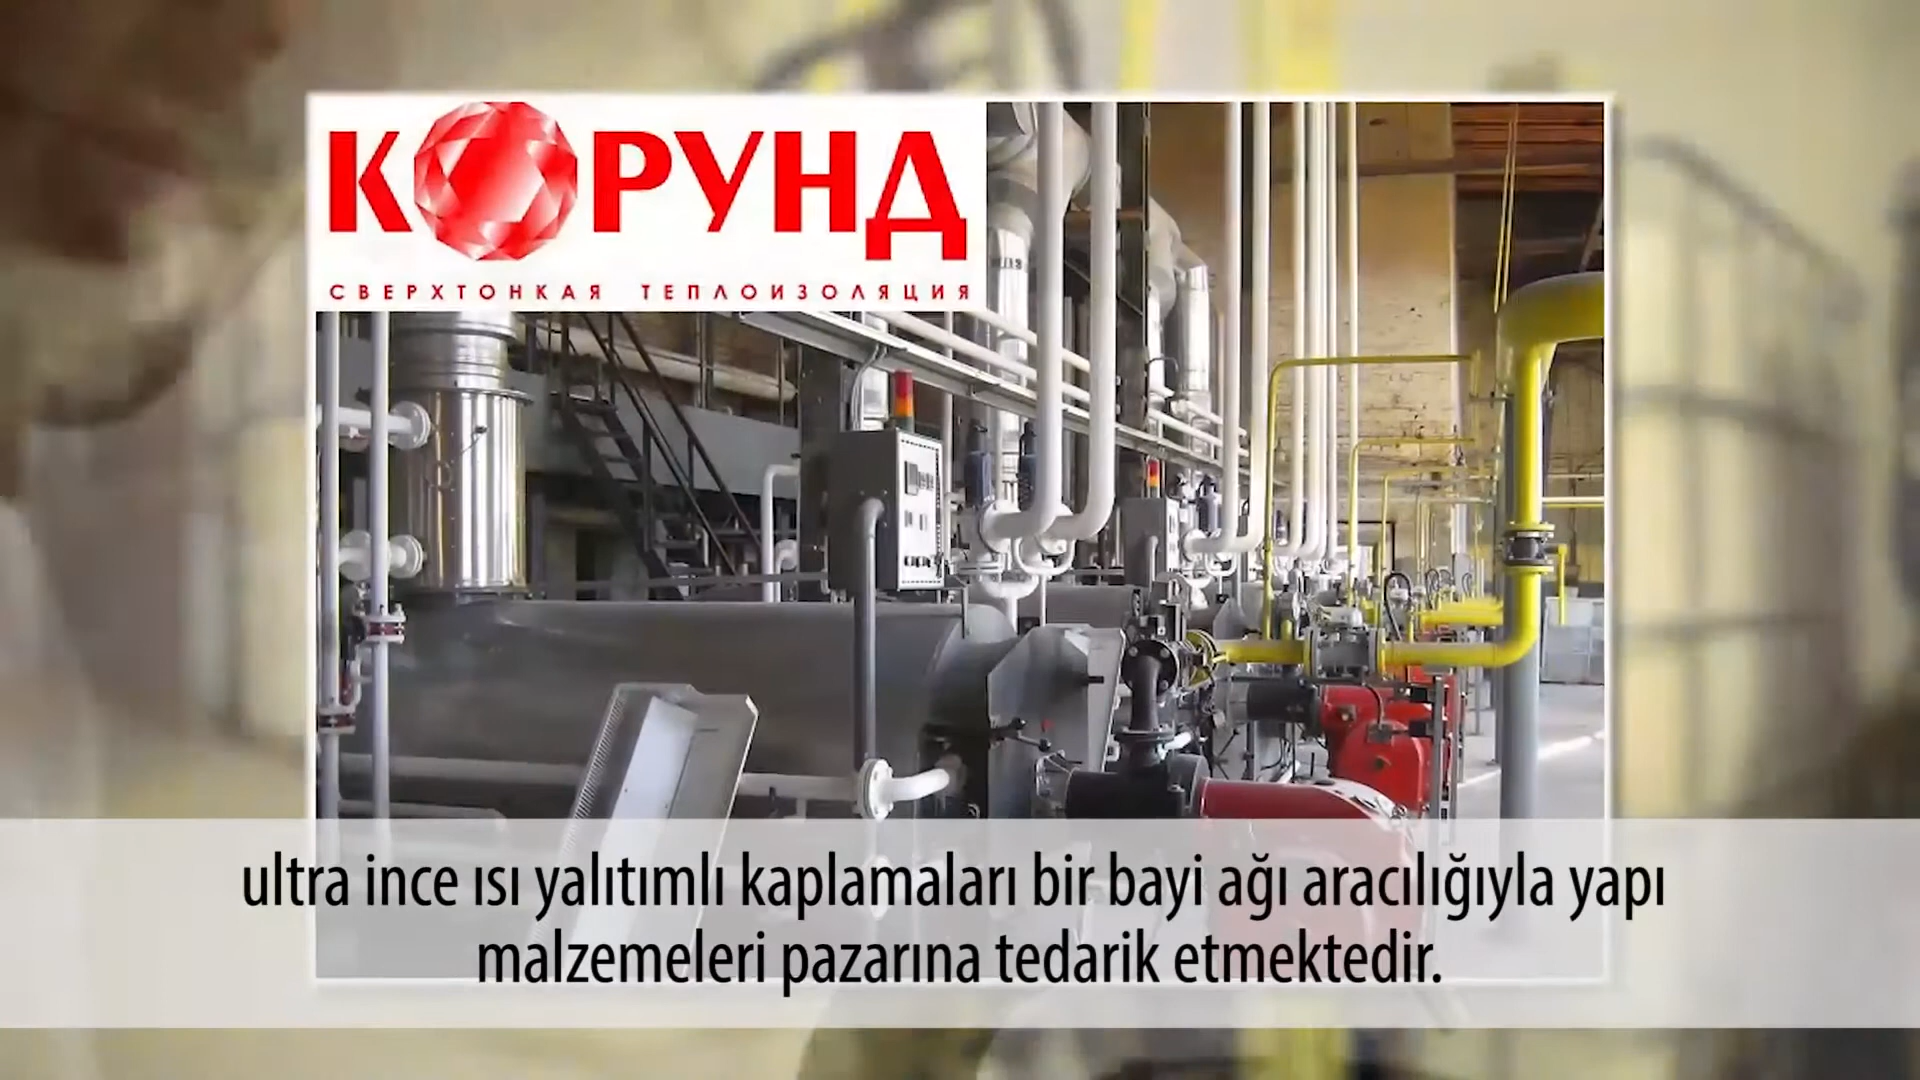 КОРУНД
СВЕРХТОНКАЯ ТЕПЛОИЗОЛЯЦИЯ
ultra ince ısı yalıtımlı kaplamaları bir bayi ağı aracılığıyla yapı
malzemeleri pazarına tedarik etmektedir.